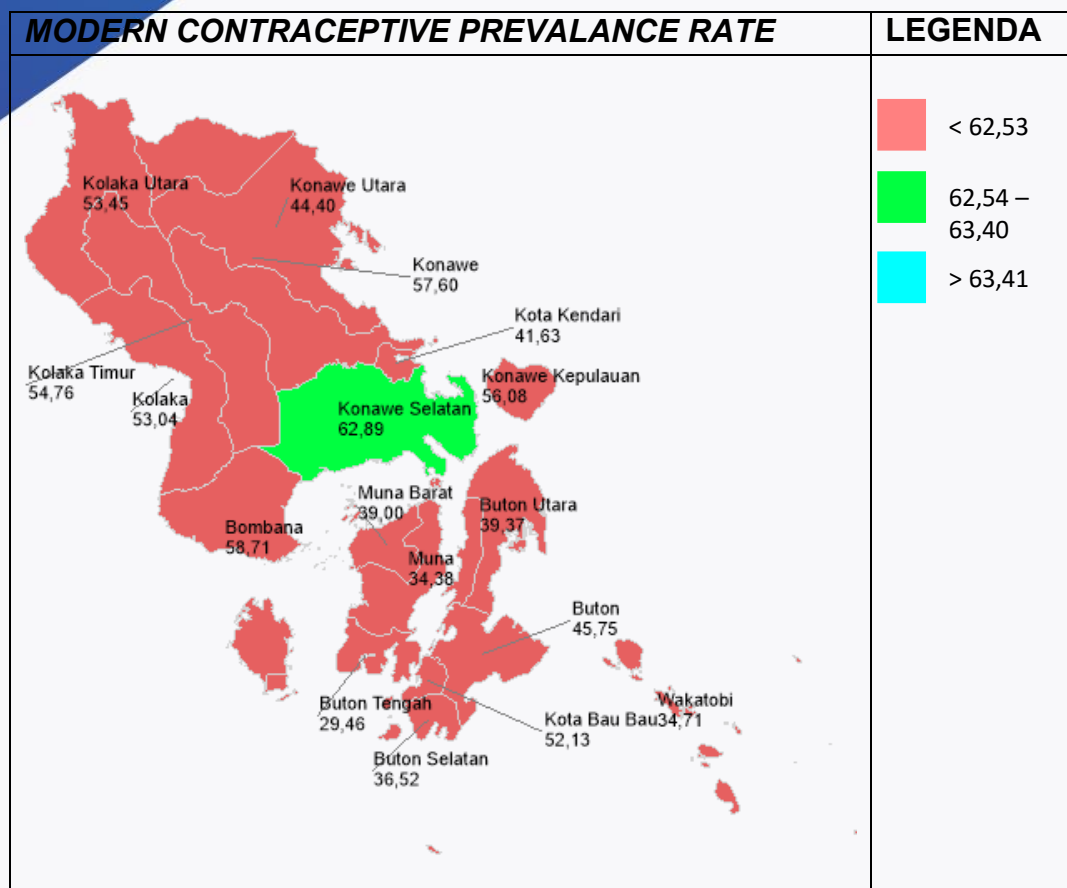 MODERN CONTRACEPTIVE PREVALANCE RATE
LEGENDA
< 62,53
62,54 –
63,40
> 63,41
Kolaka Utara
53,45
Konawe Utara
44,40
Konawe
57,60
Kota Kendari
41,63
Kolaka Timur
54,76
Kolaka
53,04
Konawe Kepulauan
56,08
Konawe Selatan
62,89
Muna Barat
39,00
Buton Utara
39,37
Bombana
58,71
Muna
34,38
Buton
45,75
Buton Tengah
29,46
Kota Bau Bau
52,13
Wakatobi
34,71
Buton Selatan
36,52